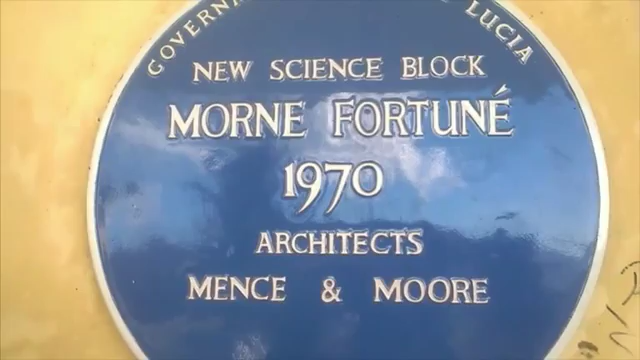 LUCIA
NEW SCIENCE BLOCK
MORNE FORTUNÉ
1970
ARCHITECTS
MENCE & MOORE